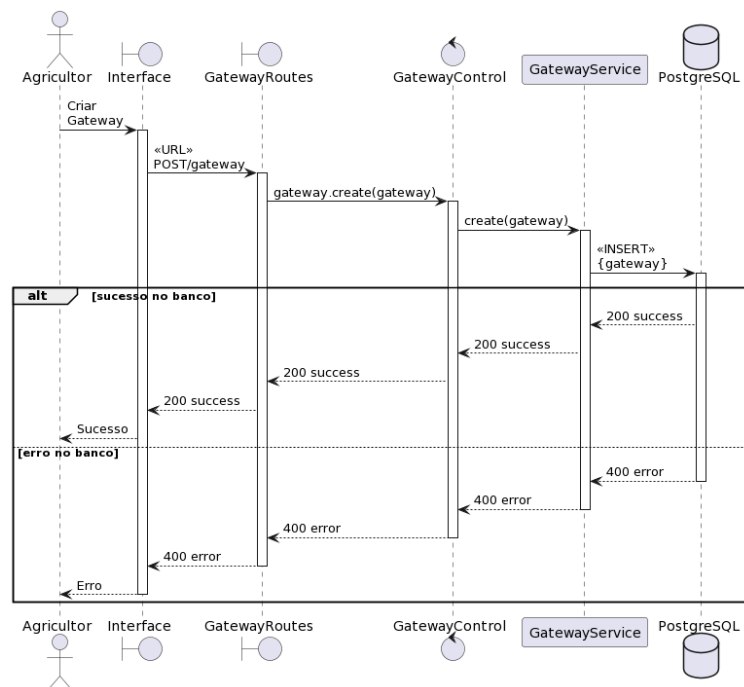 Agricultor
Interface
GatewayRoutes
GatewayControl
GatewayService
PostgreSQL
Criar
Gateway
«URL»
POST/gateway
gateway.create(gateway)
create(gateway)
«INSERT»
{gateway}
alt
[sucesso no banco]
200 success
200 success
200 success
200 success
Sucesso
[erro no banco]
400 error
400 error
400 error
400 error
Erro
Agricultor
Interface
GatewayRoutes
GatewayControl
GatewayService
PostgreSQL